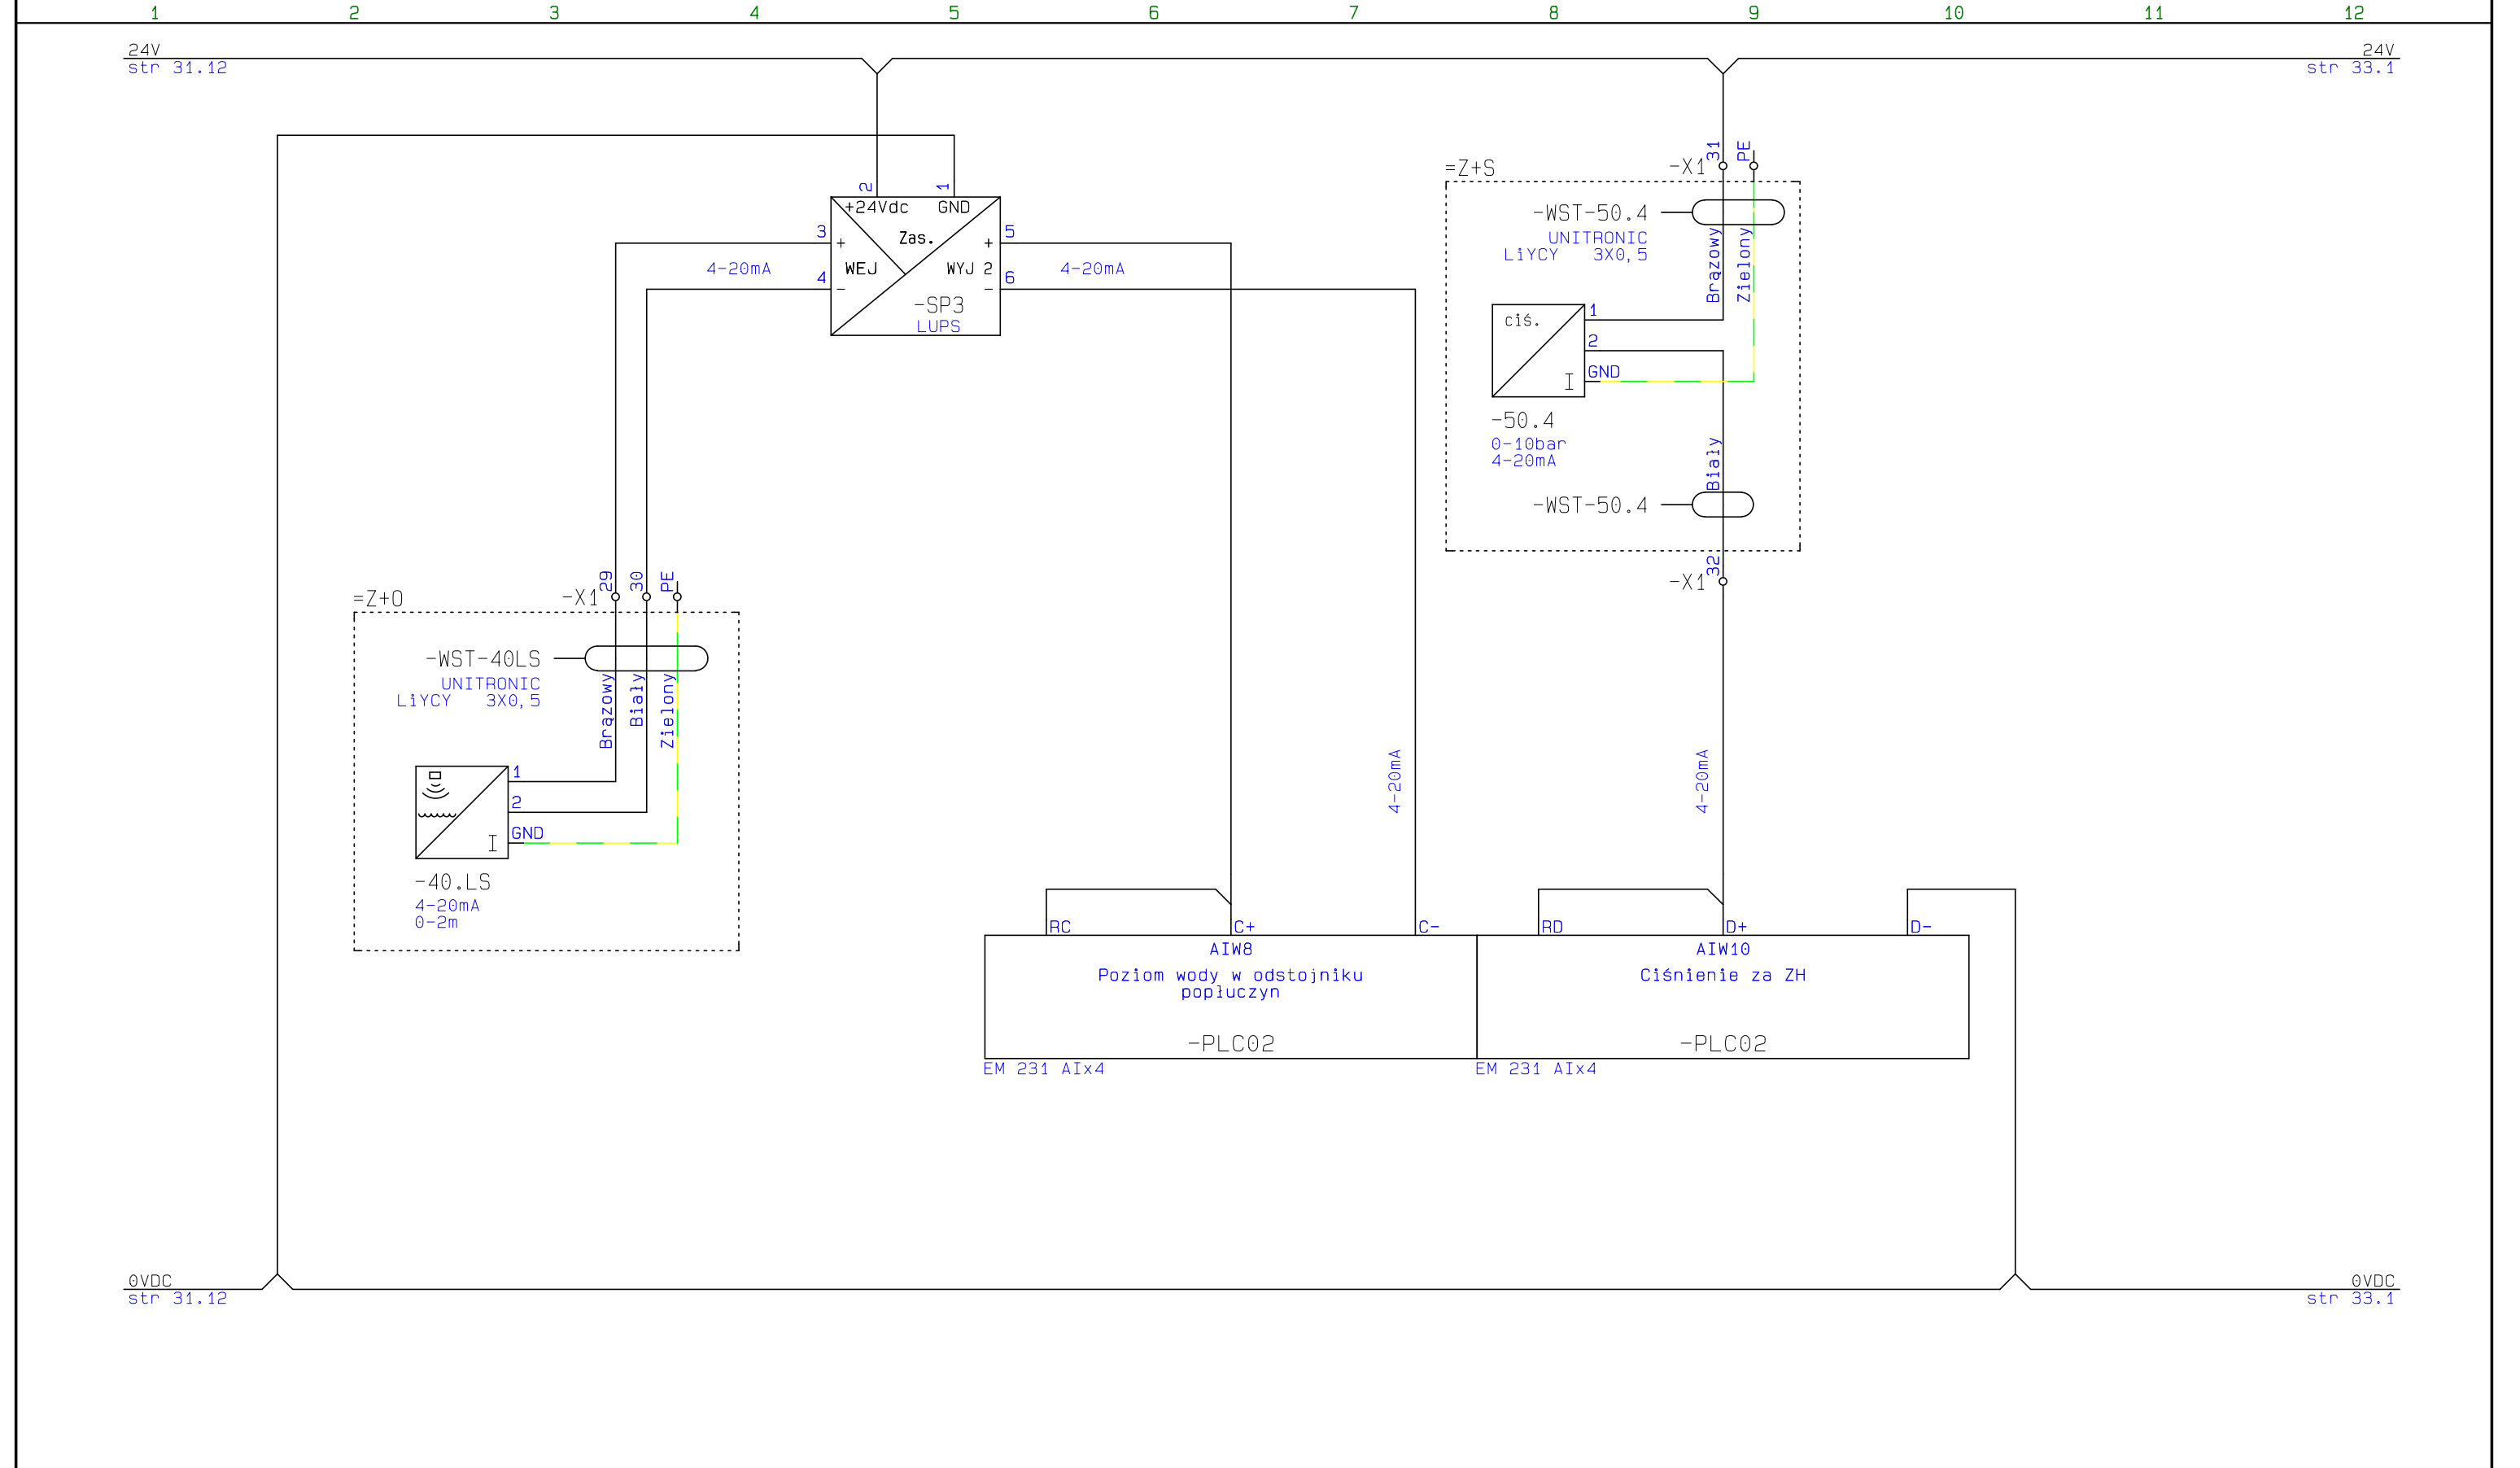 1 2 3 4 5 6 7 8 9 10 11 12
24V
str 31.12
24V
str 33.1
2
1
+24Vdc GND
Zas.
3
+
WEJ
4
-
5
+
WYJ 2
6
-
4-20mA
4-20mA
-SP3
LUPS
=Z+S
-X1
31
PE
-WST-50.4
UNITRONIC
LiYCY 3X0,5
Brązowy
Zielony
ciś.
I
1
2
GND
-50.4
0-10bar
4-20mA
Biały
-WST-50.4
32
-X1
=Z+O
-X1
29
30
PE
-WST-40LS
UNITRONIC
LiYCY 3X0,5
Brązowy
Biały
Zielony
1
2
GND
I
-40.LS
4-20mA
0-2m
4-20mA
4-20mA
RC
C+
C-
RD
D+
D-
AIW8
Poziom wody w odstojniku
popłuczyn
-PLC02
EM 231 AIx4
AIW10
Ciśnienie za ZH
-PLC02
EM 231 AIx4
0VDC
str 31.12
0VDC
str 33.1